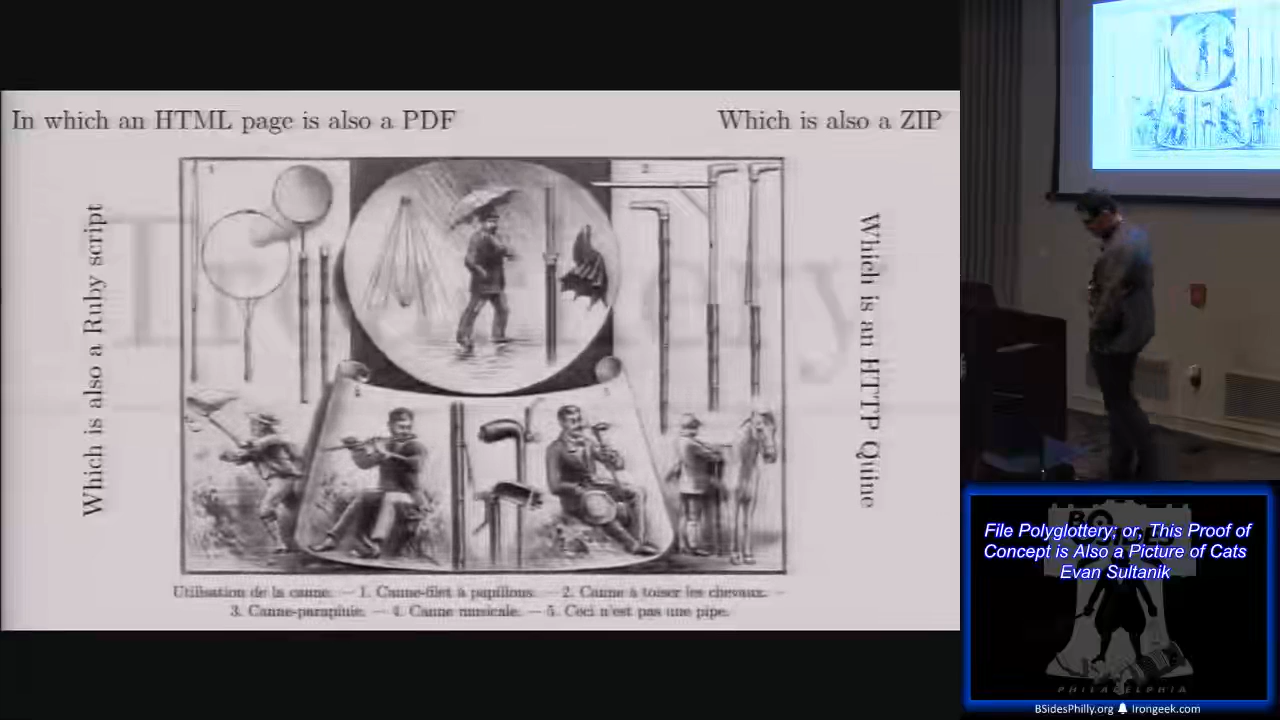 In which an HTML page is also a PDF
Which is also a ZIP
Which is also a Ruby script
Which is an HTTP Quine
1
2
Utilisation de la canne. — 1. Canne-filet à papillons. — 2. Canne à toiser les chevaux. —
3. Canne-parapluie. — 4. Canne musicale. — 5. Ceci n'est pas une pipe.
File Polyglottery; or, This Proof of
Concept is Also a Picture of Cats
Evan Sultanik
BSIDES
PHILADELPHIA
BSidesPhilly.org Irongeek.com